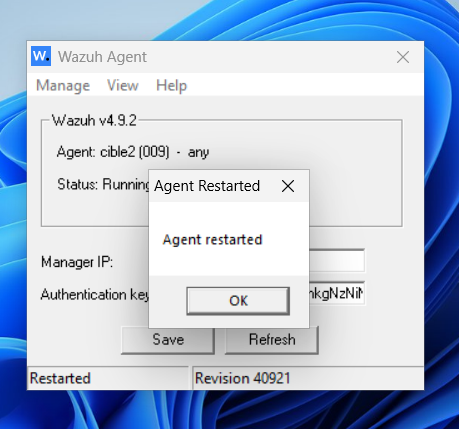 W. Wazuh Agent
Manage View Help
Wazuh v4.9.2
Agent: cible2 (009) - any
Status: Running
Agent Restarted
Agent restarted
OK
Manager IP:
Authentication key
Save Refresh
Restarted Revision 40921